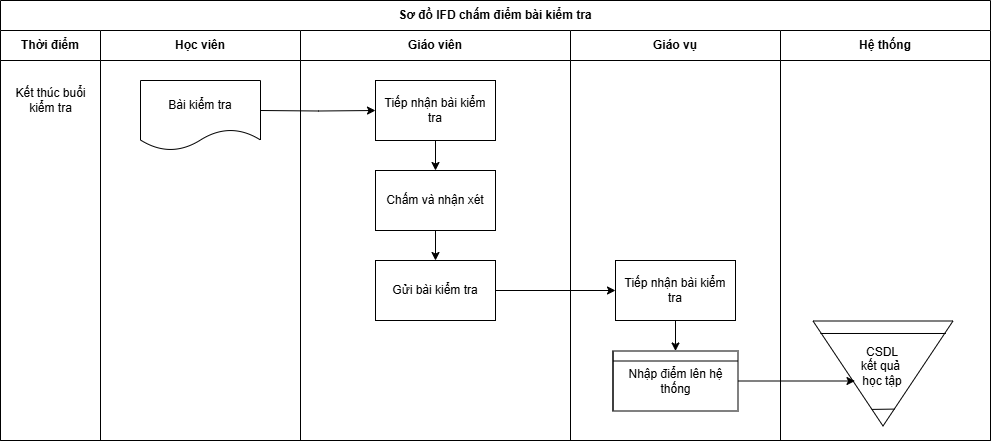 Sơ đồ IFD chấm điểm bài kiểm tra
Thời điểm
Học viên
Giáo viên
Giáo vụ
Hệ thống
Kết thúc buổi
kiểm tra
Bài kiểm tra
Tiếp nhận bài kiểm
tra
Chấm và nhận xét
Gửi bài kiểm tra
Tiếp nhận bài kiểm
tra
Nhập điểm lên hệ
thống
CSDL
kết quả
học tập